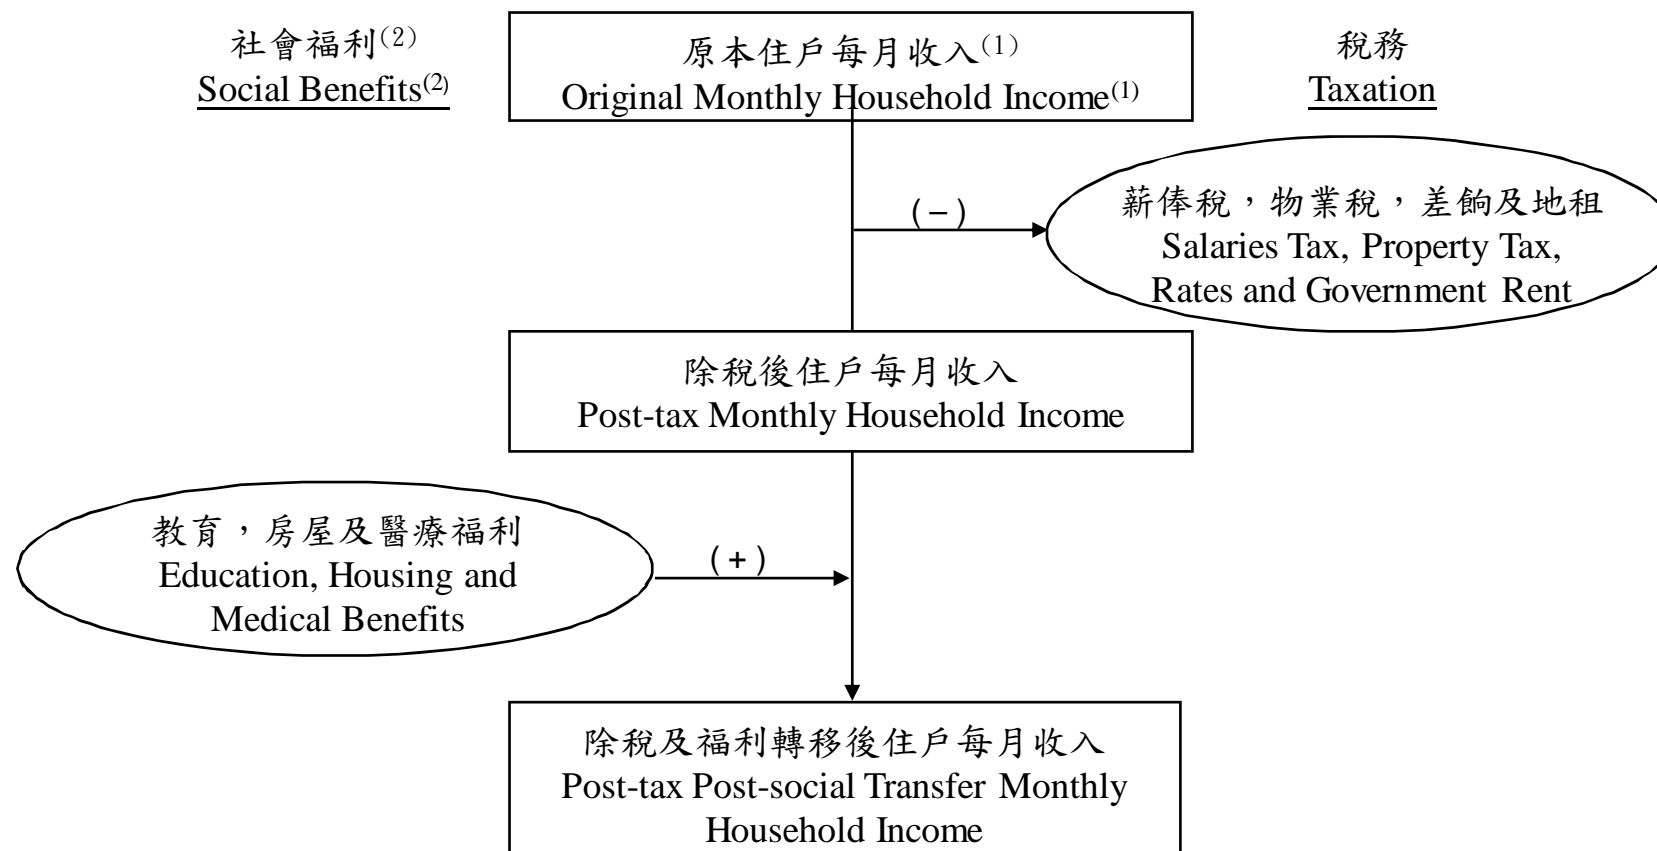 社會福利(2)
Social Benefits(2)
原本住戶每月收入(1)
Original Monthly Household Income(1)
稅務
Taxation
(－)
薪俸稅，物業稅，差餉及地租
Salaries Tax, Property Tax,
Rates and Government Rent
除稅後住戶每月收入
Post-tax Monthly Household Income
教育，房屋及醫療福利
Education, Housing and
Medical Benefits
(+)
除稅及福利轉移後住戶每月收入
Post-tax Post-social Transfer Monthly
Household Income